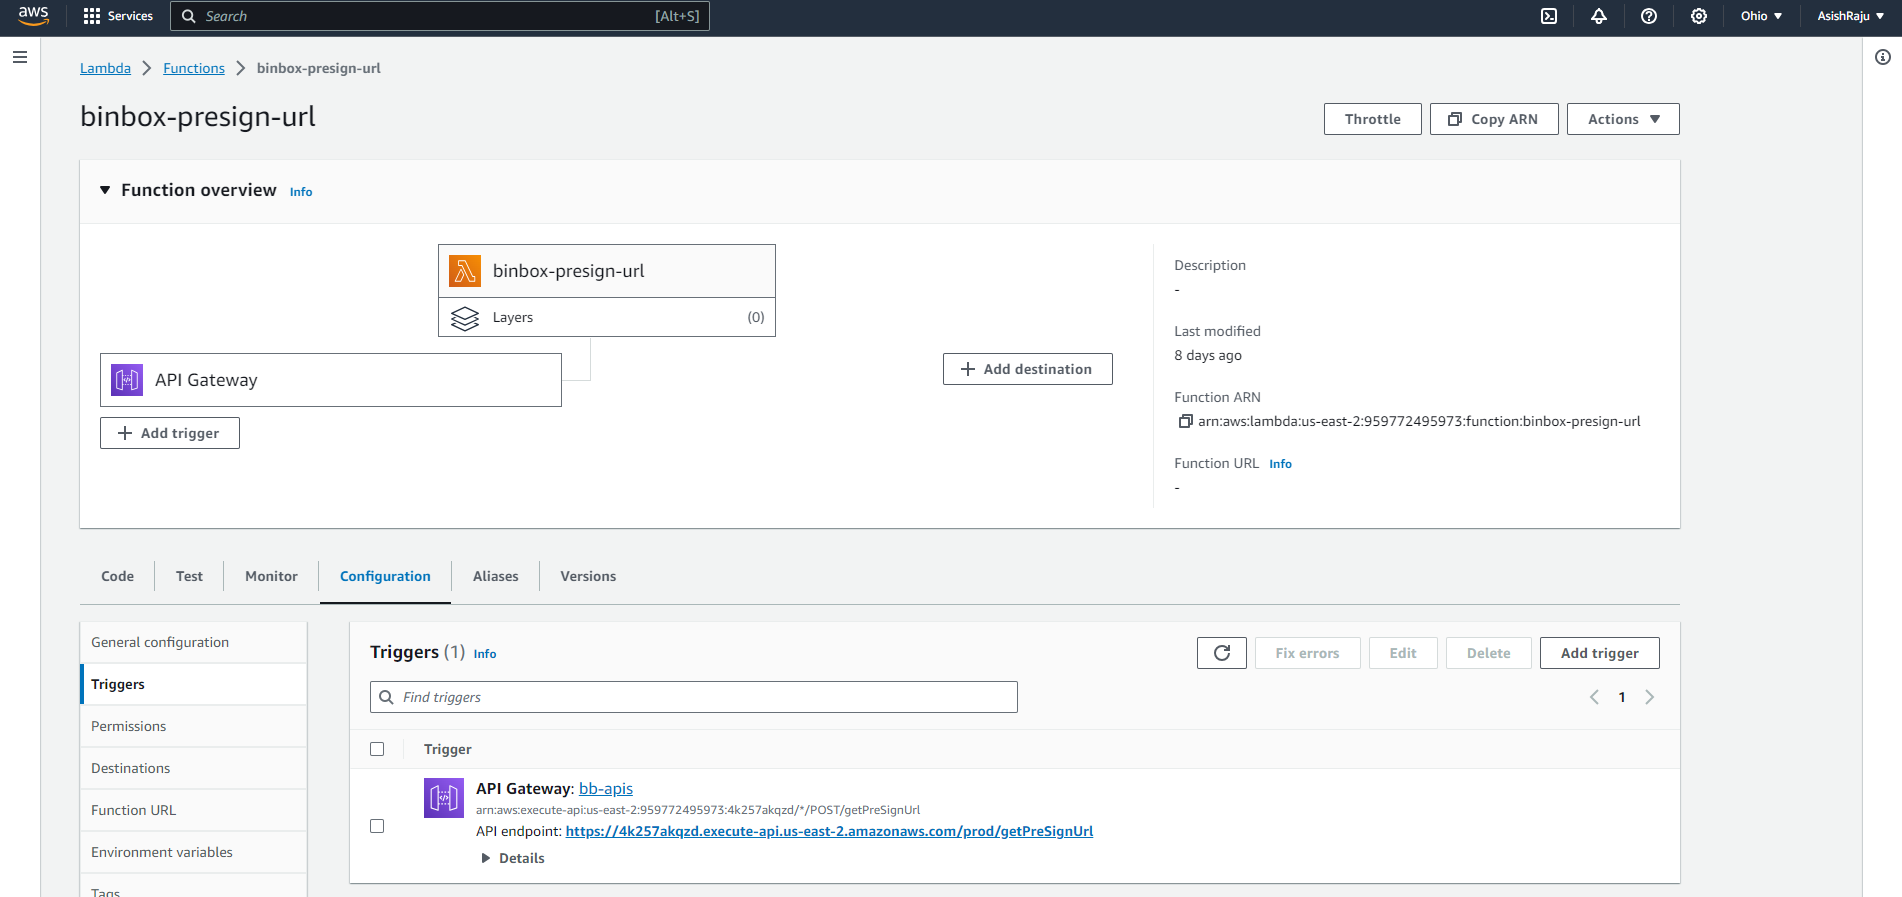 aws
Services
Search
[Alt+S]
Ohio
AsishRaju
Lambda
Functions
binbox-presign-url
binbox-presign-url
Throttle
Copy ARN
Actions
Function overview Info
binbox-presign-url
Layers (0)
API Gateway
+ Add trigger
+ Add destination
Description
-
Last modified
8 days ago
Function ARN
arn:aws:lambda:us-east-2:959772495973:function:binbox-presign-url
Function URL Info
-
Code
Test
Monitor
Configuration
Aliases
Versions
General configuration
Triggers
Permissions
Destinations
Function URL
Environment variables
Tags
Triggers (1) Info
Fix errors
Edit
Delete
Add trigger
Find triggers
1
Trigger
API Gateway: bb-apis
arn:aws:execute-api:us-east-2:959772495973:4k257akqzd/*/POST/getPreSignUrl
API endpoint: https://4k257akqzd.execute-api.us-east-2.amazonaws.com/prod/getPreSignUrl
Details